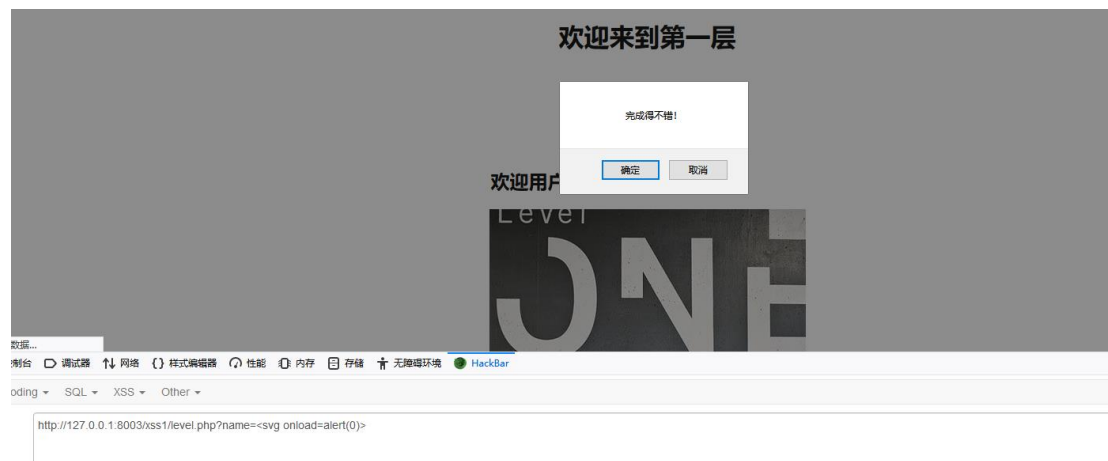 欢迎来到第一层
完成得不错!
确定 取消
欢迎用户
Level
ONE
数据...
控制台 调试器 网络 {} 样式编辑器 性能 内存 存储 无障碍环境 HackBar
oding SQL XSS Other
http://127.0.0.1:8003/xss1/level.php?name=<svg onload=alert(0)>